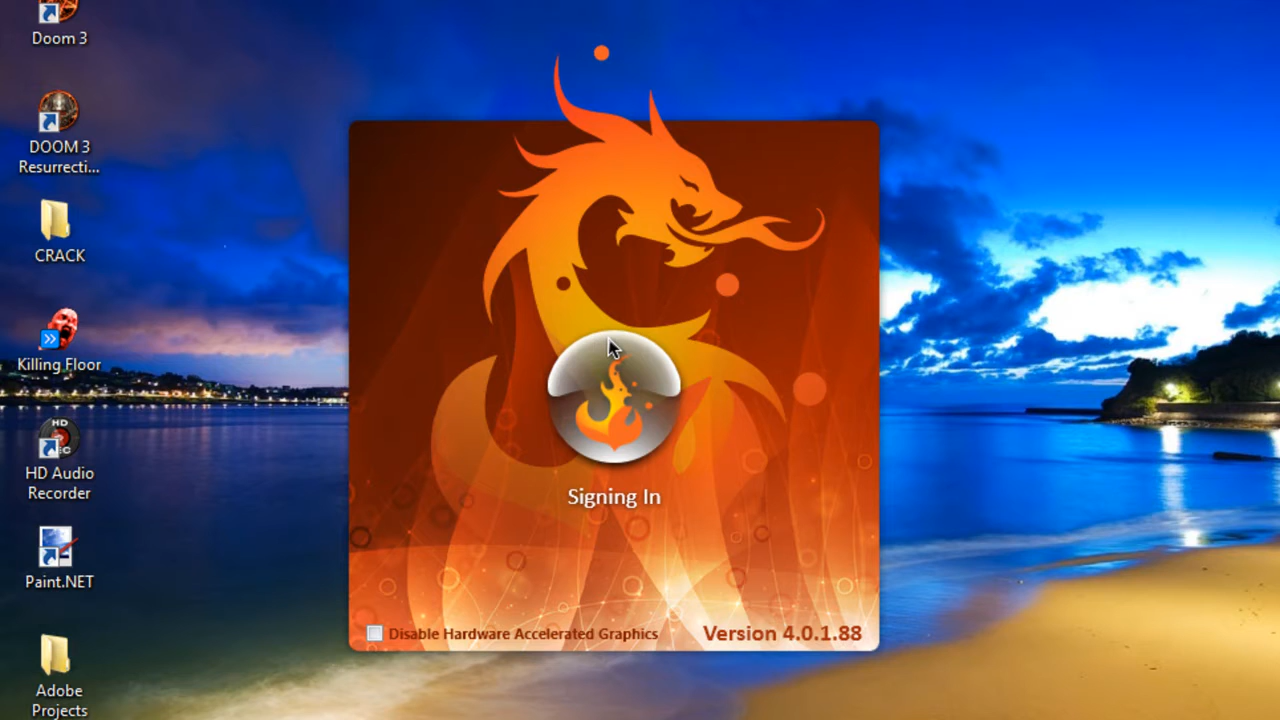 Doom 3
DOOM 3
Resurrecti...
CRACK
Killing Floor
HD
HD Audio
Recorder
Paint.NET
Adobe
Projects
Signing In
Disable Hardware Accelerated Graphics
Version 4.0.1.88